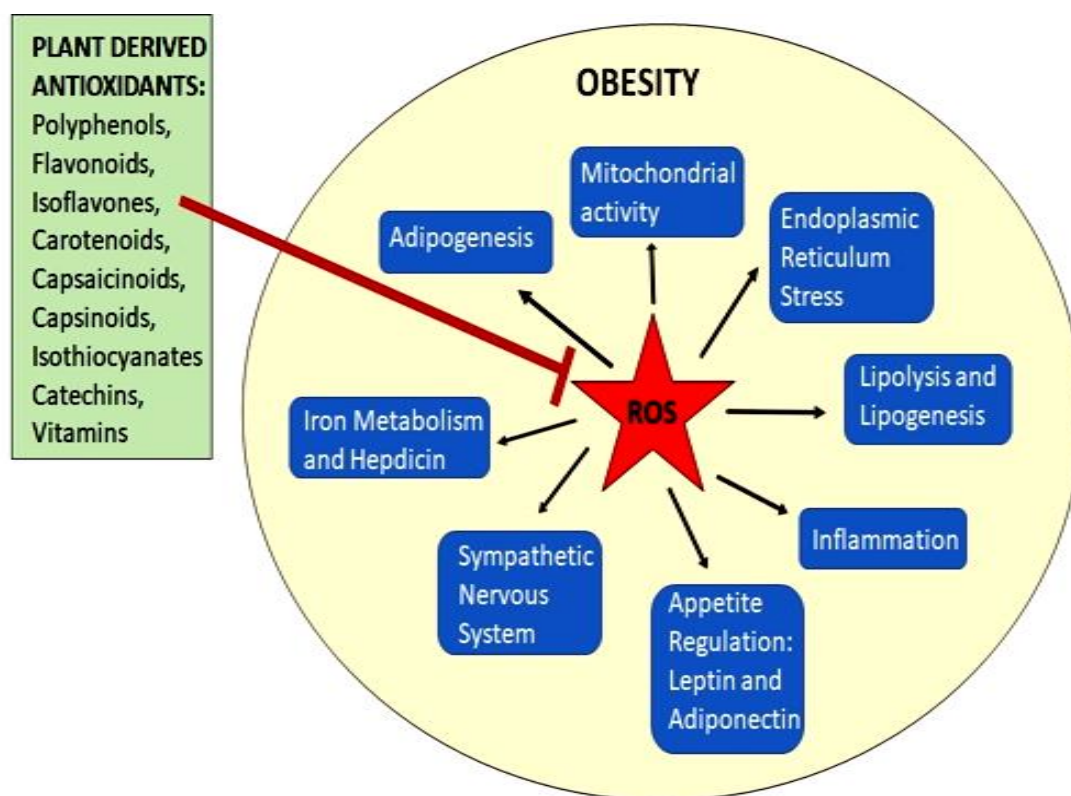 PLANT DERIVED
ANTIOXIDANTS:
Polyphenols,
Flavonoids,
Isoflavones,
Carotenoids,
Capsaicinoids,
Capsinoids,
Isothiocyanates
Catechins,
Vitamins
OBESITY
Mitochondrial
activity
Adipogenesis
Endoplasmic
Reticulum
Stress
ROS
Lipolysis and
Lipogenesis
Iron Metabolism
and Hepdicin
Inflammation
Sympathetic
Nervous
System
Appetite
Regulation:
Leptin and
Adiponectin